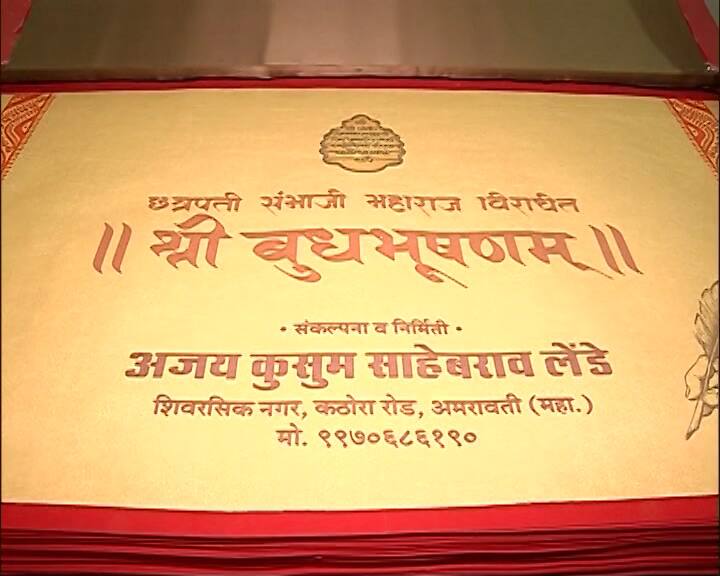 छत्रपती संभाजी महाराज विरचित
॥ श्री बुधभूषणम् ॥
• संकल्पना व निर्मिती •
अजय कुसुम साहेबराव लेंडे
शिवरसिक नगर, कठोरा रोड, अमरावती (महा.)
मो. ९९७०६८६१९०